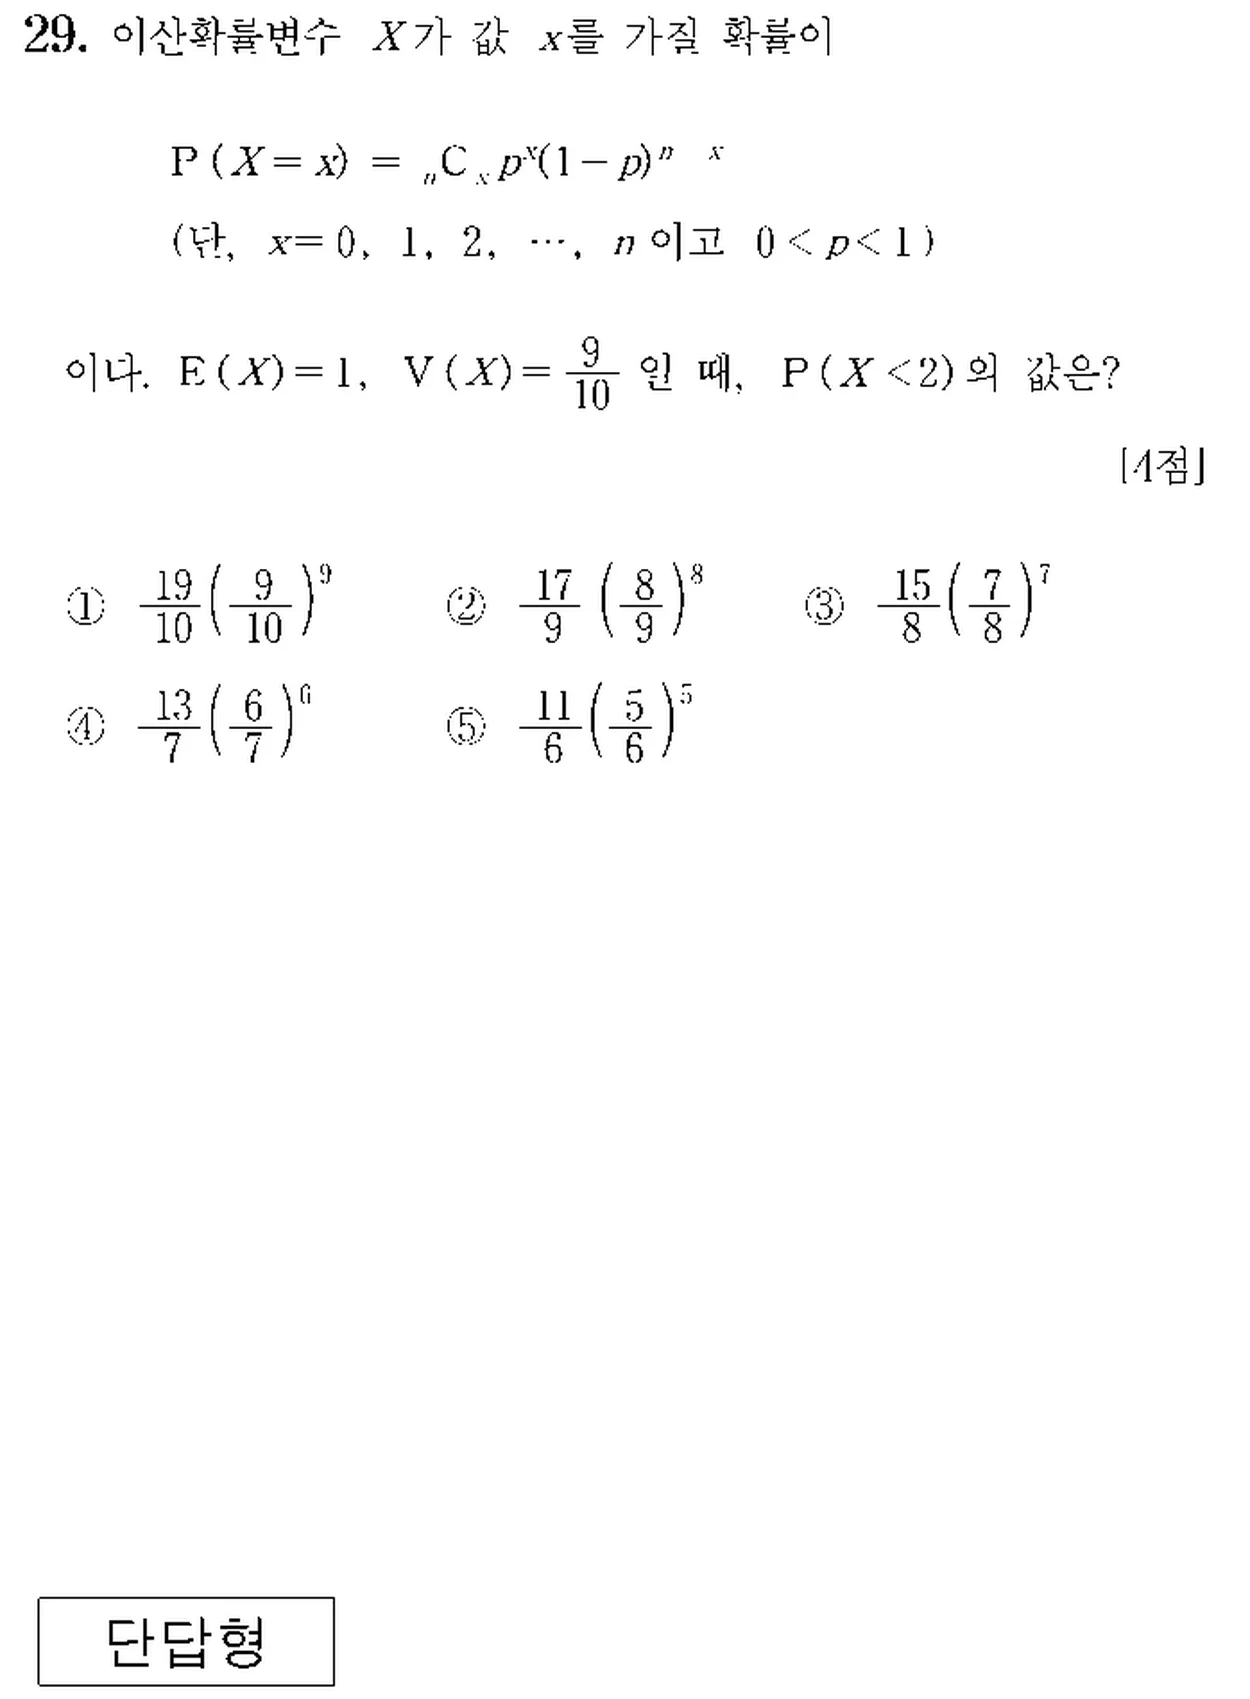 29. 이산확률변수 X가 값 x를 가질 확률이
P(X=x) = ₙCₓ pˣ(1-p)ⁿ ˣ
(단, x=0, 1, 2, …, n 이고 0<p<1)
이다. E(X)=1, V(X)=9/10 일 때, P(X<2)의 값은?
[4점]
① 19/10(9/10)⁹ ② 17/9(8/9)⁸ ③ 15/8(7/8)⁷
④ 13/7(6/7)⁶ ⑤ 11/6(5/6)⁵
단답형